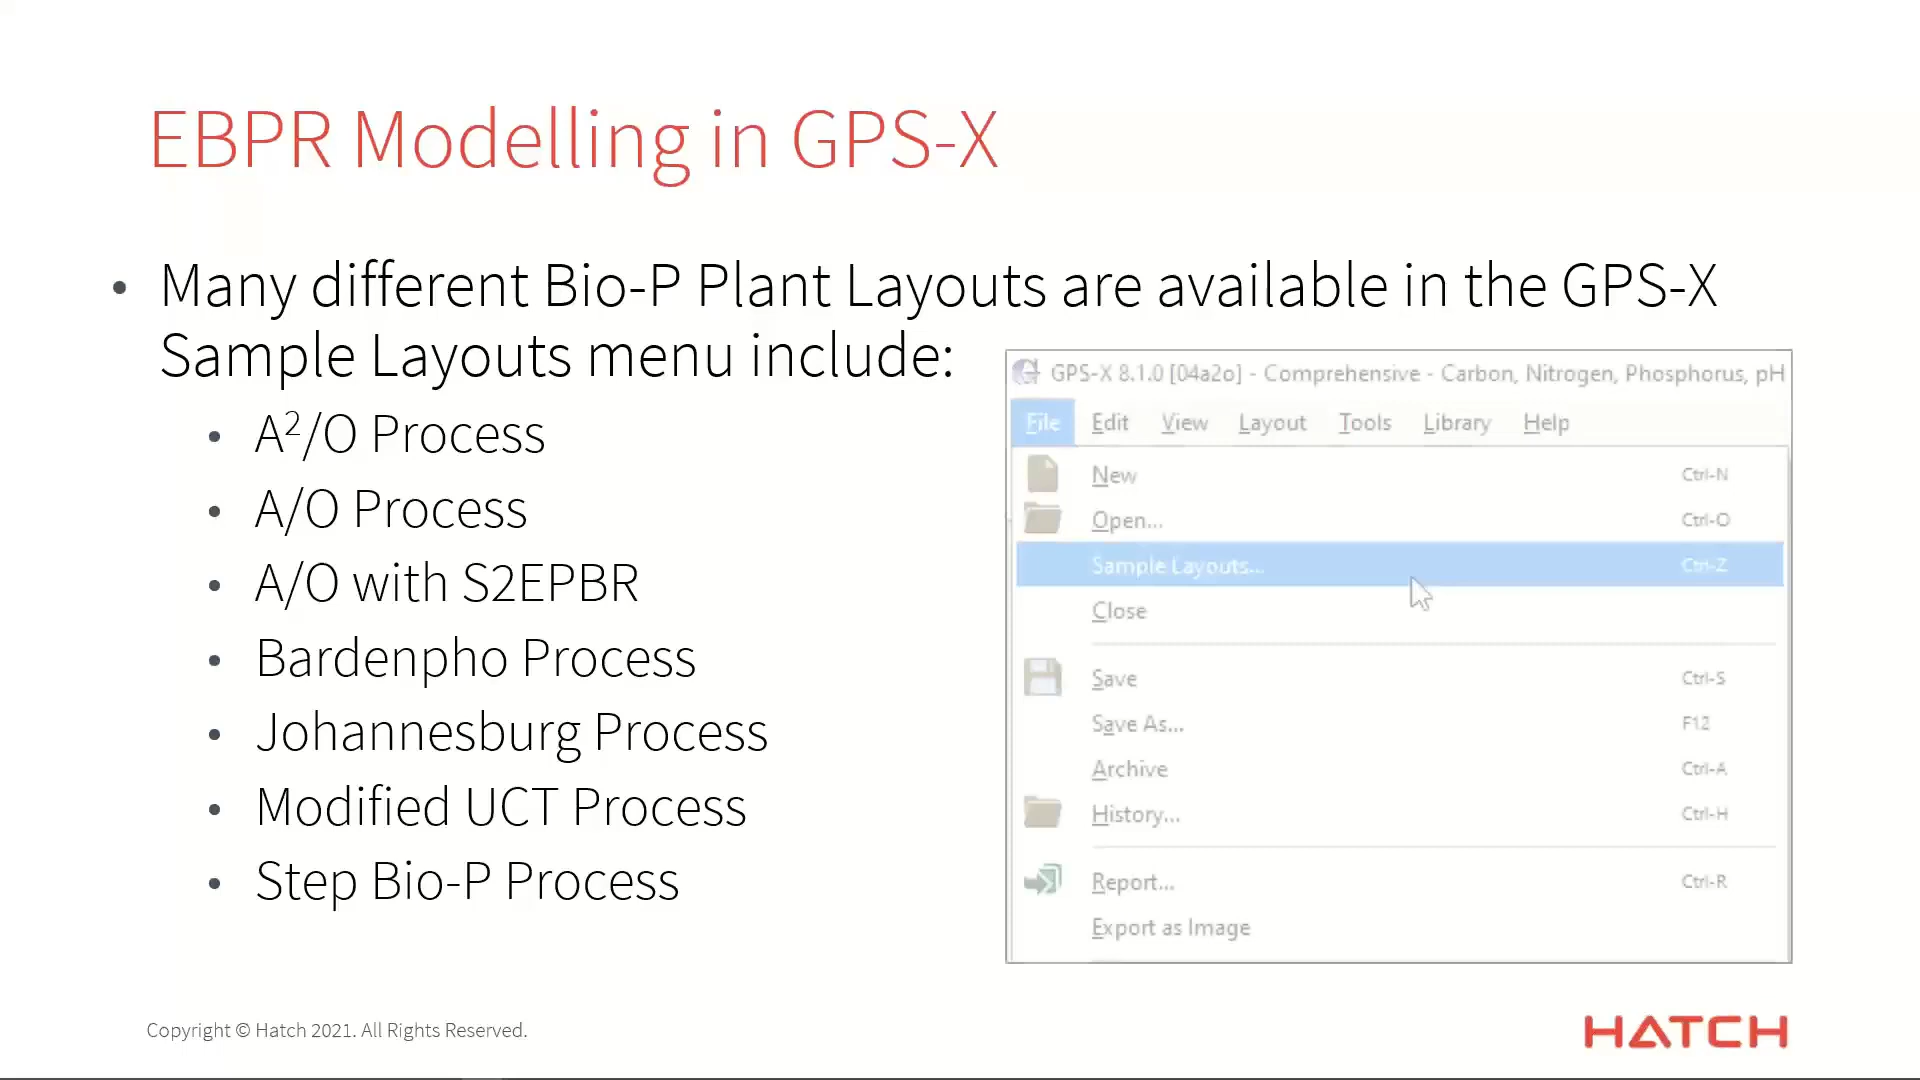 EBPR Modelling in GPS-X
• Many different Bio-P Plant Layouts are available in the GPS-X
Sample Layouts menu include:
• A²/O Process
• A/O Process
• A/O with S2EPBR
• Bardenpho Process
• Johannesburg Process
• Modified UCT Process
• Step Bio-P Process
GPS-X 8.1.0 [04a2o] - Comprehensive - Carbon, Nitrogen, Phosphorus, pH
File Edit View Layout Tools Library Help
New Ctrl-N
Open... Ctrl-O
Sample Layouts... Ctrl-Z
Close
Save Ctrl-S
Save As... F12
Archive Ctrl-A
History... Ctrl-H
Report... Ctrl-R
Export as Image
Copyright © Hatch 2021. All Rights Reserved.
HATCH